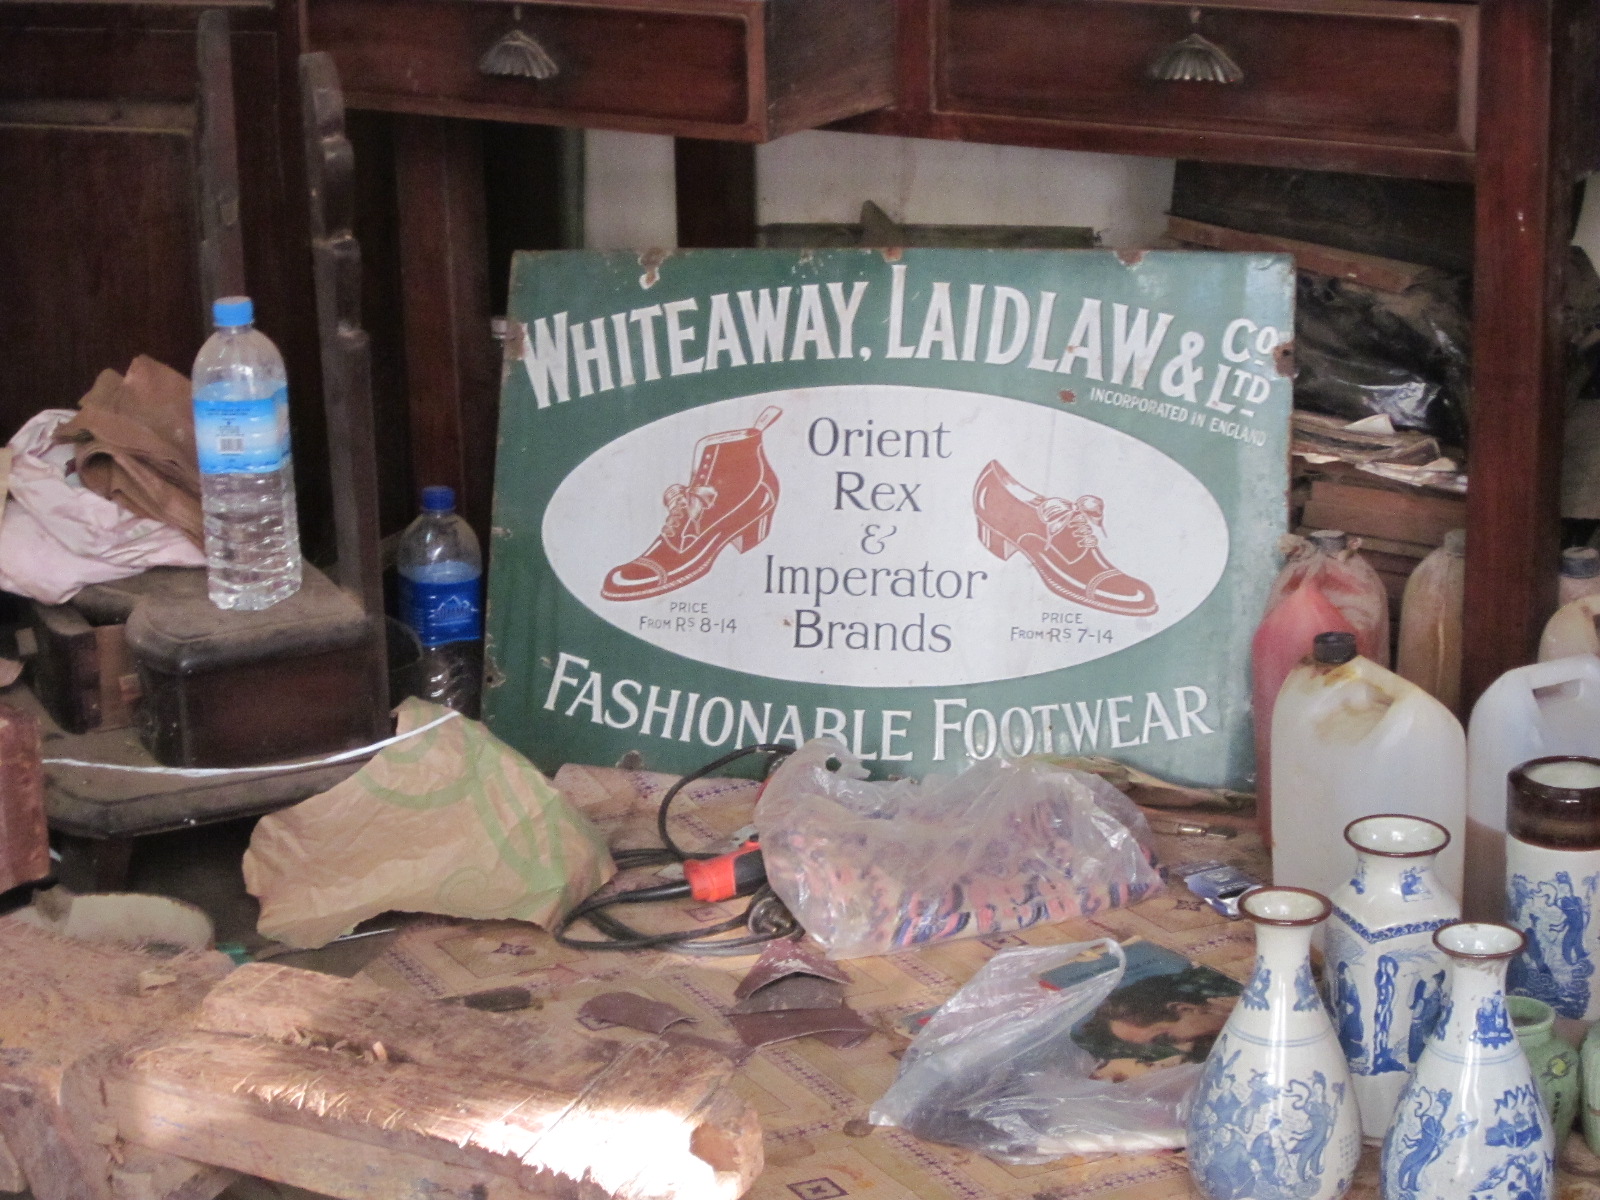 WHITEAWAY, LAIDLAW & Co LTD
INCORPORATED IN ENGLAND
Orient
Rex
&
Imperator
Brands
PRICE
FROM RS 8-14
PRICE
FROM RS 7-14
FASHIONABLE FOOTWEAR